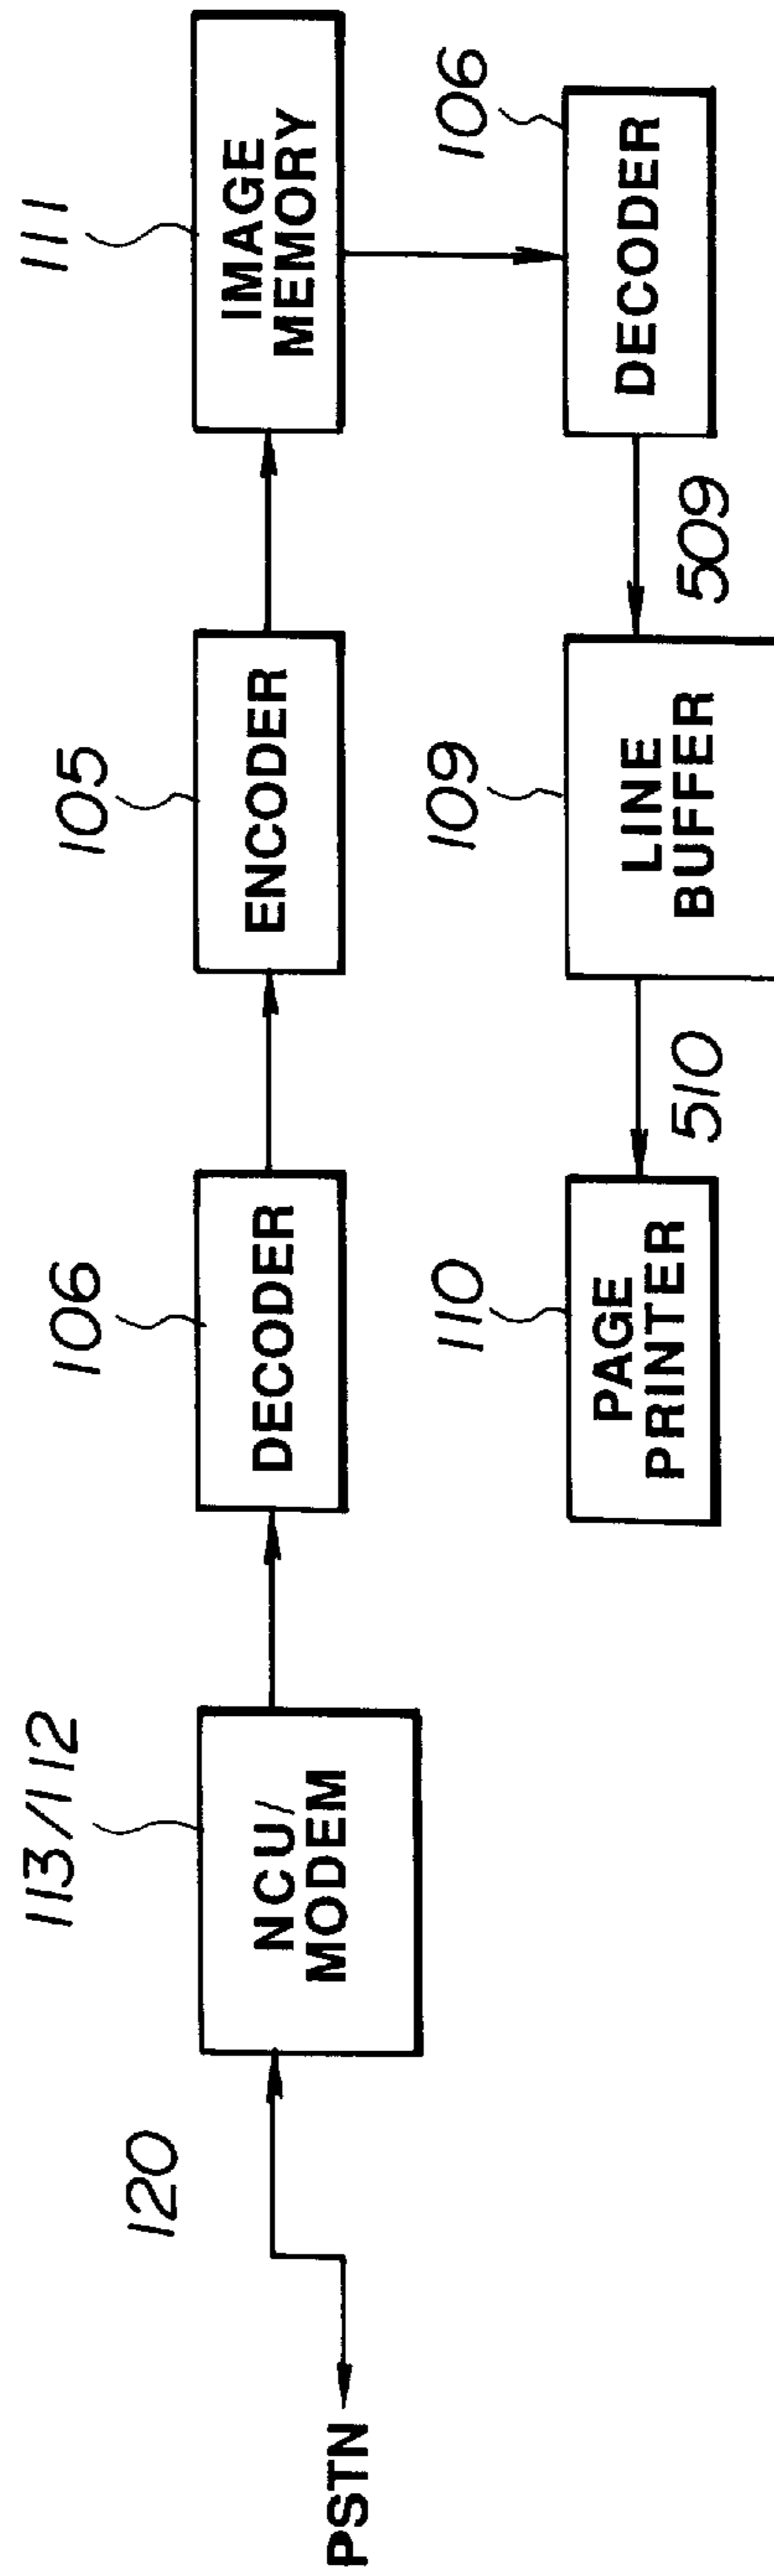 113/112
106
105
111
120
NCU/
MODEM
DECODER
ENCODER
IMAGE
MEMORY
PSTN
110
109
106
PAGE
PRINTER
510
LINE
BUFFER
509
DECODER